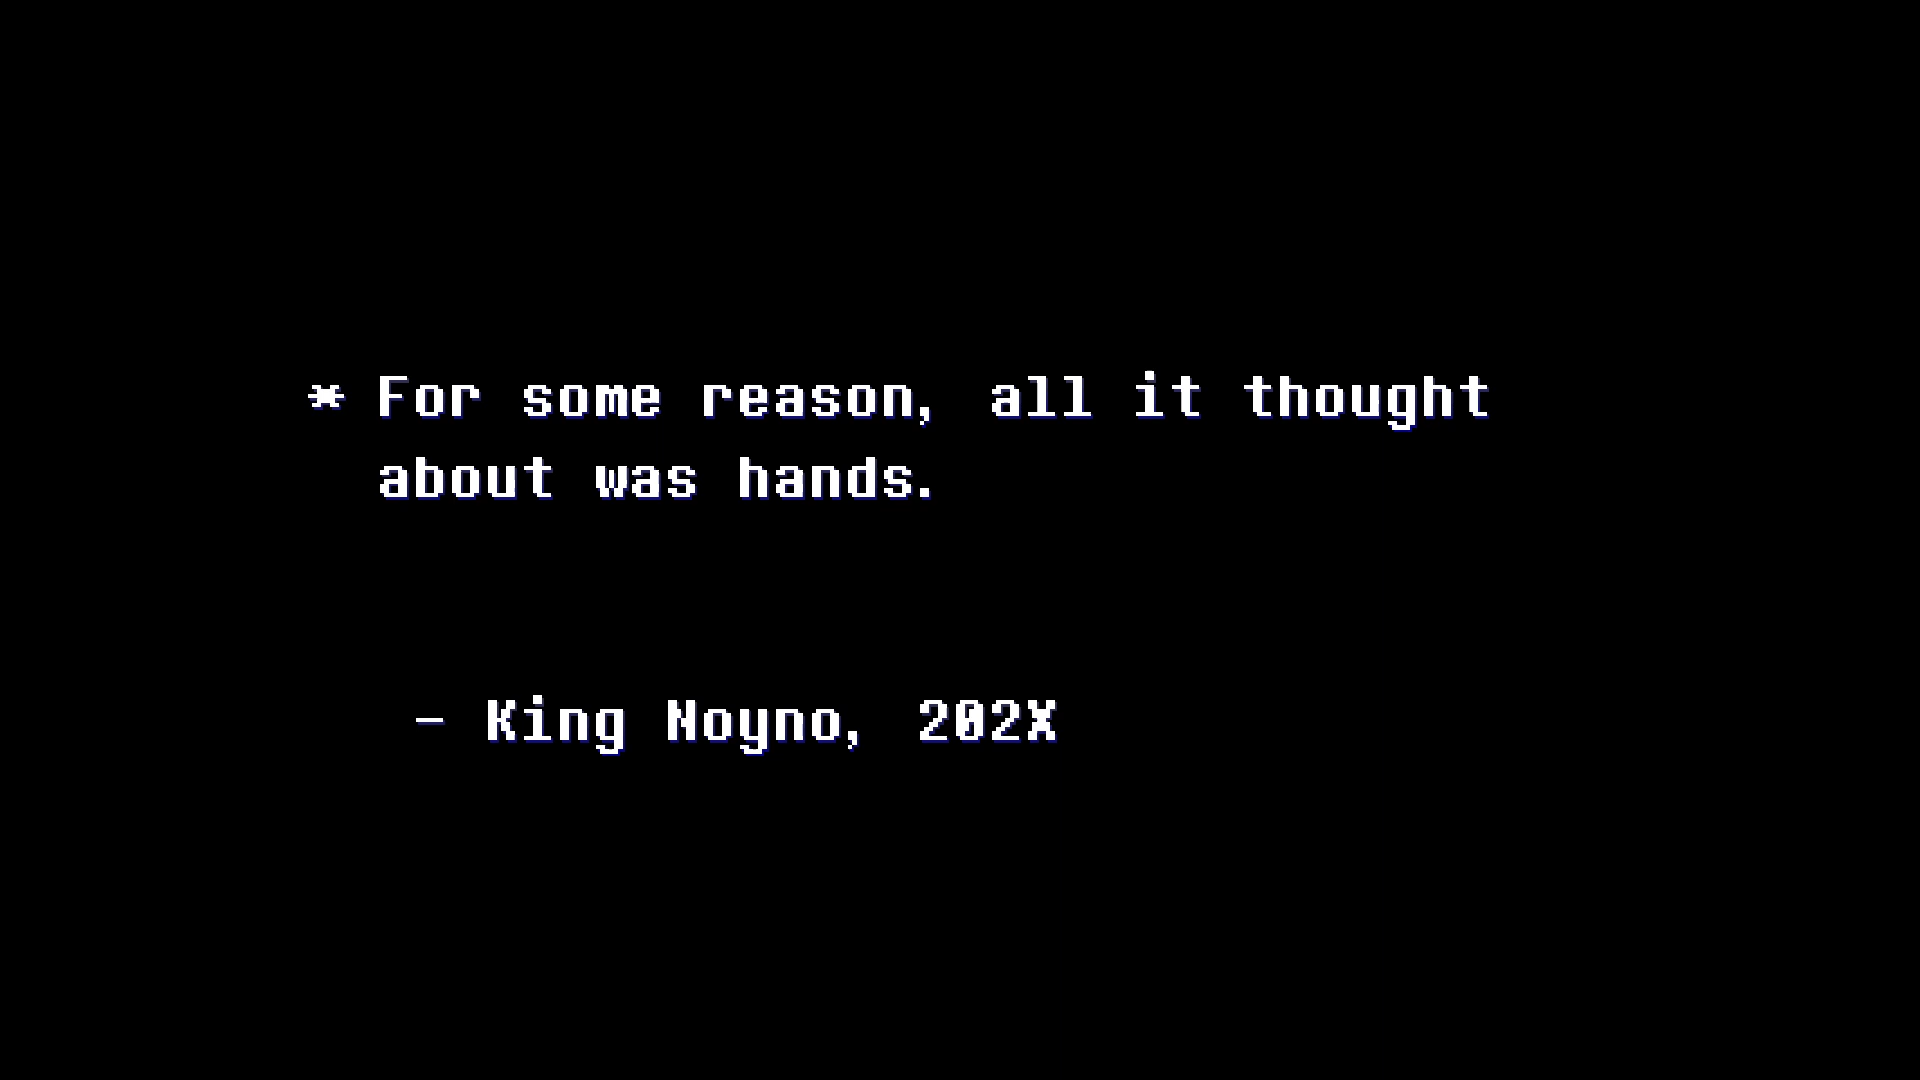 * For some reason, all it thought
about was hands.
- King Noyno, 202X